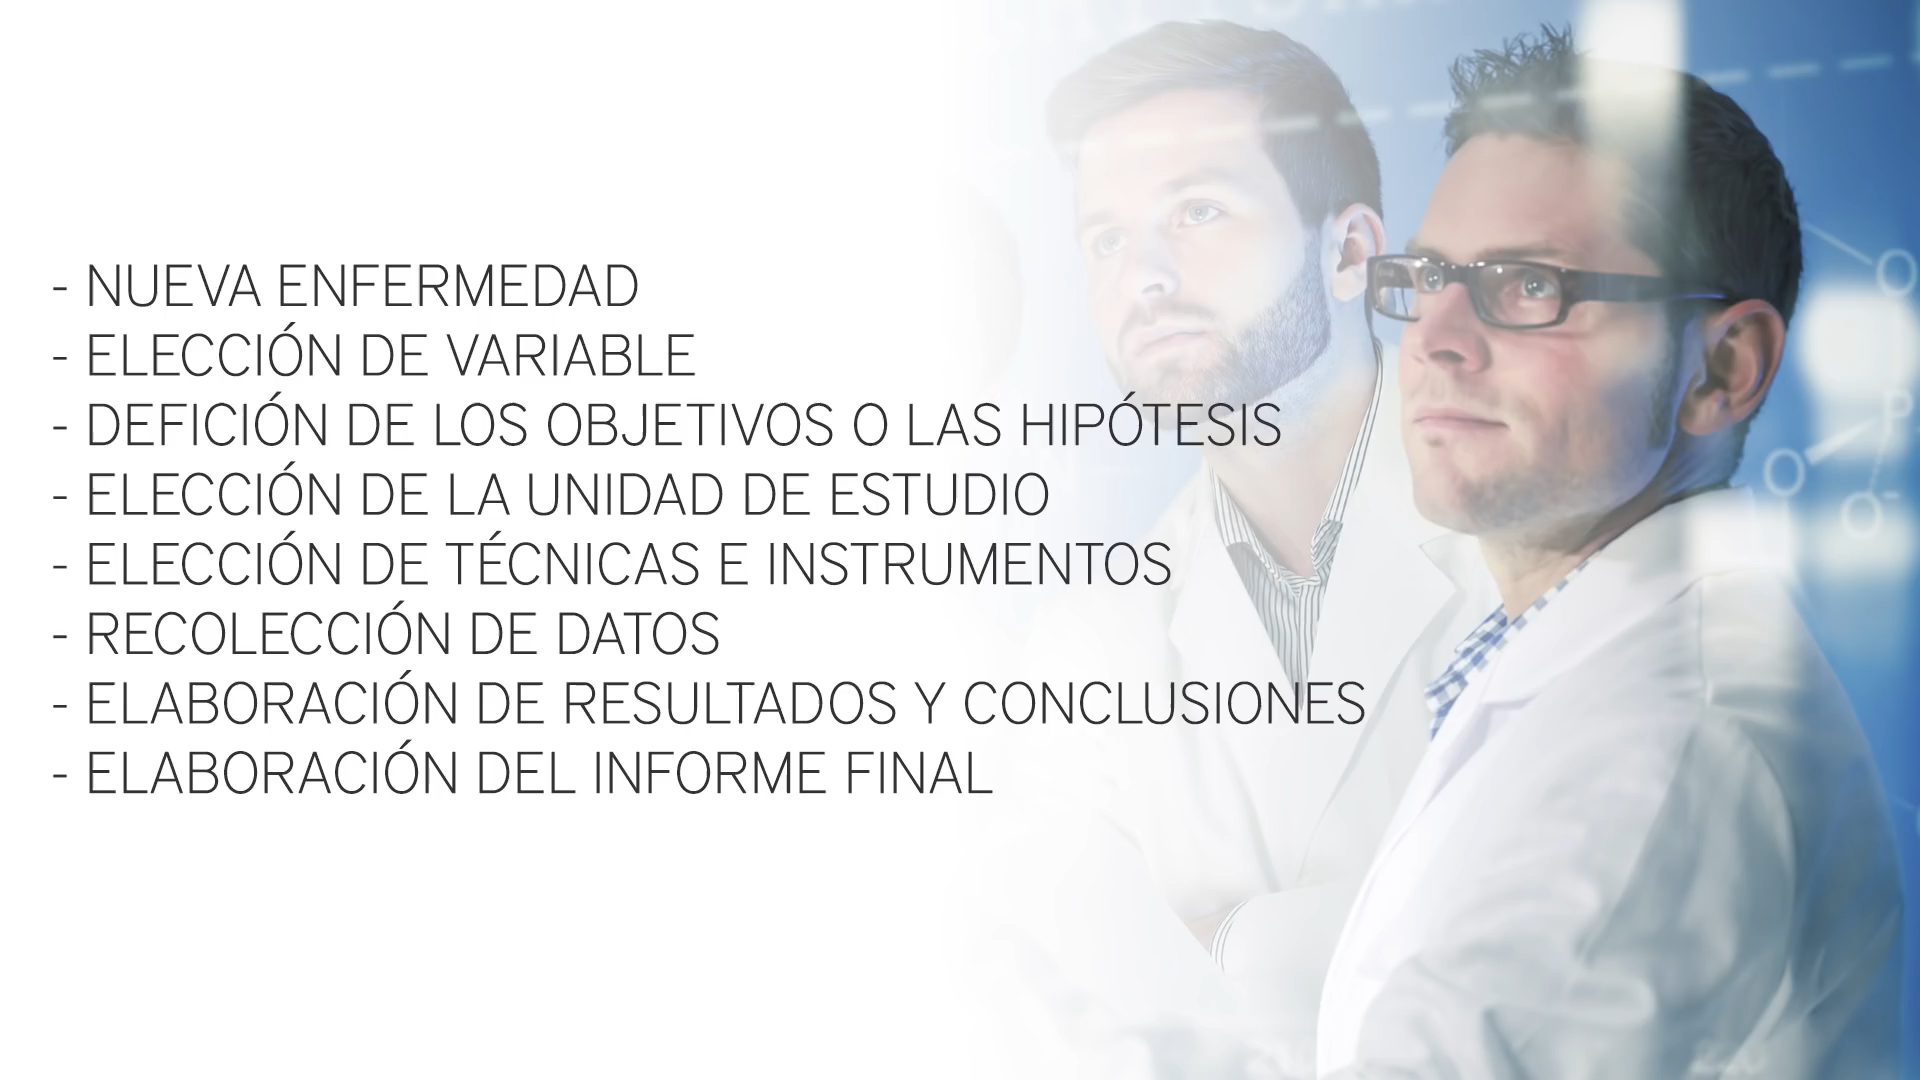 - NUEVA ENFERMEDAD
- ELECCIÓN DE VARIABLE
- DEFICIÓN DE LOS OBJETIVOS O LAS HIPÓTESIS
- ELECCIÓN DE LA UNIDAD DE ESTUDIO
- ELECCIÓN DE TÉCNICAS E INSTRUMENTOS
- RECOLECCIÓN DE DATOS
- ELABORACIÓN DE RESULTADOS Y CONCLUSIONES
- ELABORACIÓN DEL INFORME FINAL
O
P
O
O-